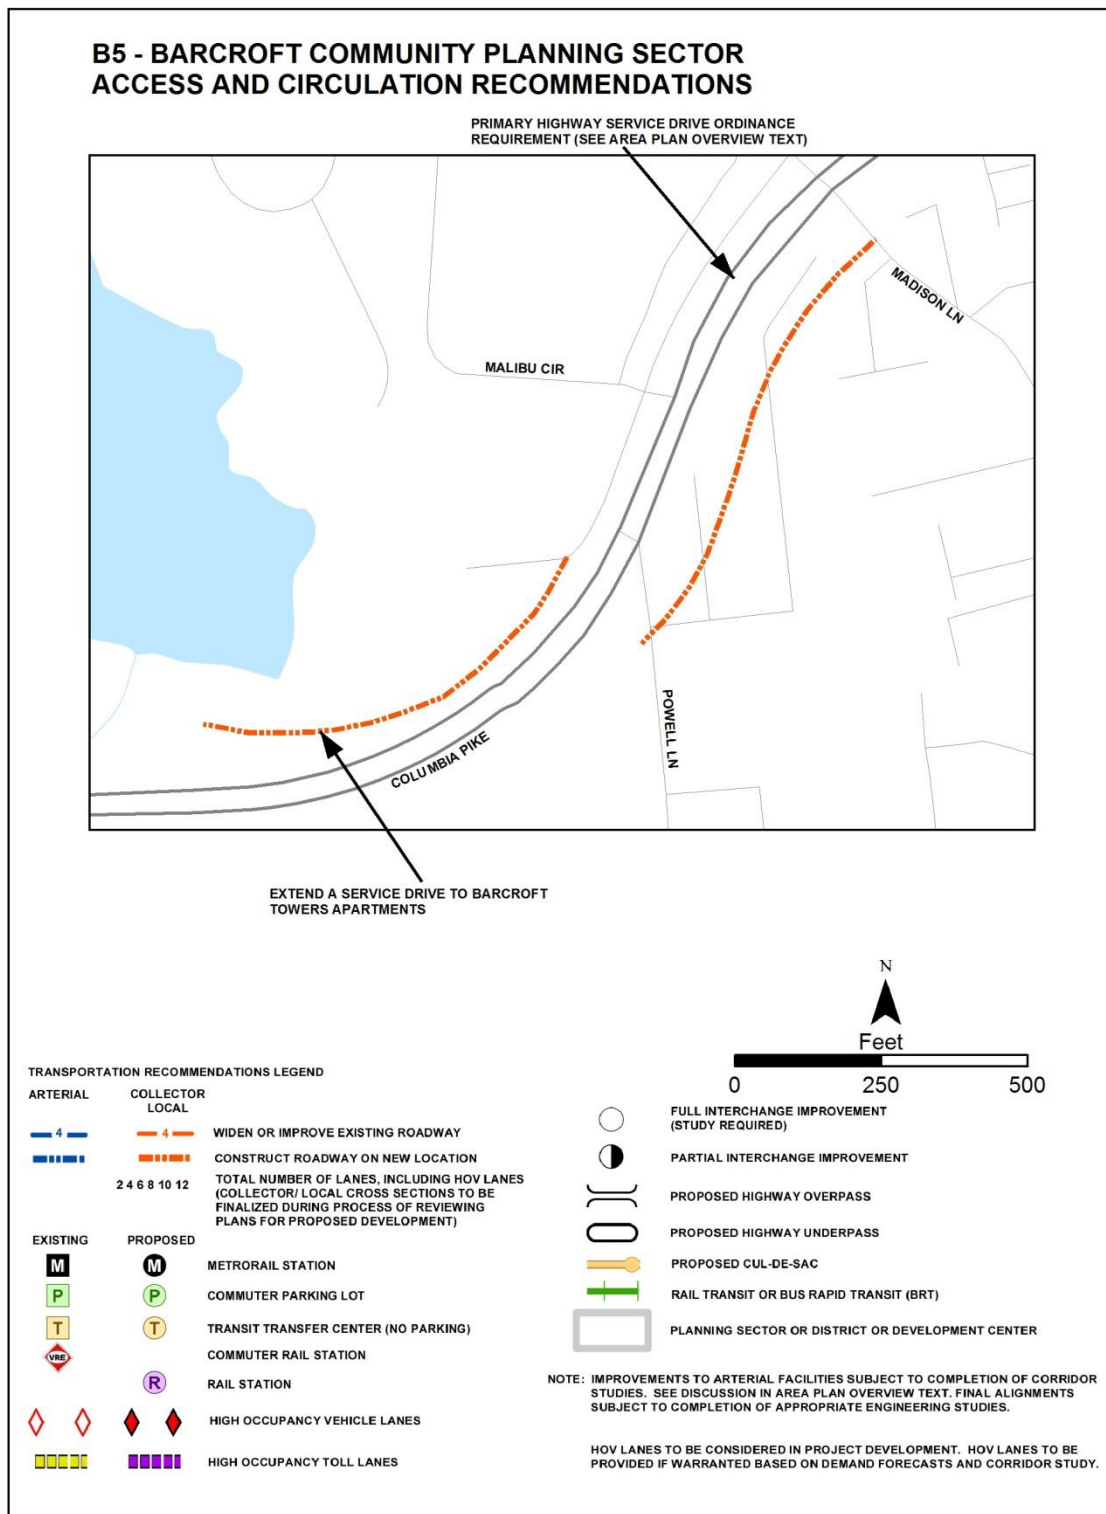 B5 - BARCROFT COMMUNITY PLANNING SECTOR
ACCESS AND CIRCULATION RECOMMENDATIONS
PRIMARY HIGHWAY SERVICE DRIVE ORDINANCE
REQUIREMENT (SEE AREA PLAN OVERVIEW TEXT)
MADISON LN
MALIBU CIR
POWELL LN
COLUMBIA PIKE
EXTEND A SERVICE DRIVE TO BARCROFT
TOWERS APARTMENTS
N
Feet
0 250 500
TRANSPORTATION RECOMMENDATIONS LEGEND
ARTERIAL COLLECTOR
LOCAL
4 4 WIDEN OR IMPROVE EXISTING ROADWAY
CONSTRUCT ROADWAY ON NEW LOCATION
2 4 6 8 10 12 TOTAL NUMBER OF LANES, INCLUDING HOV LANES
(COLLECTOR/ LOCAL CROSS SECTIONS TO BE
FINALIZED DURING PROCESS OF REVIEWING
PLANS FOR PROPOSED DEVELOPMENT)
EXISTING PROPOSED
M M METRORAIL STATION
P P COMMUTER PARKING LOT
T T TRANSIT TRANSFER CENTER (NO PARKING)
VRE COMMUTER RAIL STATION
R RAIL STATION
HIGH OCCUPANCY VEHICLE LANES
HIGH OCCUPANCY TOLL LANES
FULL INTERCHANGE IMPROVEMENT
(STUDY REQUIRED)
PARTIAL INTERCHANGE IMPROVEMENT
PROPOSED HIGHWAY OVERPASS
PROPOSED HIGHWAY UNDERPASS
PROPOSED CUL-DE-SAC
RAIL TRANSIT OR BUS RAPID TRANSIT (BRT)
PLANNING SECTOR OR DISTRICT OR DEVELOPMENT CENTER
NOTE: IMPROVEMENTS TO ARTERIAL FACILITIES SUBJECT TO COMPLETION OF CORRIDOR
STUDIES. SEE DISCUSSION IN AREA PLAN OVERVIEW TEXT. FINAL ALIGNMENTS
SUBJECT TO COMPLETION OF APPROPRIATE ENGINEERING STUDIES.
HOV LANES TO BE CONSIDERED IN PROJECT DEVELOPMENT. HOV LANES TO BE
PROVIDED IF WARRANTED BASED ON DEMAND FORECASTS AND CORRIDOR STUDY.